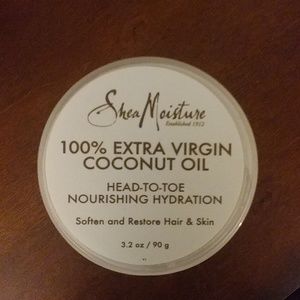 SheaMoisture
Established 1912
100% EXTRA VIRGIN
COCONUT OIL
HEAD-TO-TOE
NOURISHING HYDRATION
Soften and Restore Hair & Skin
3.2 oz / 90 g